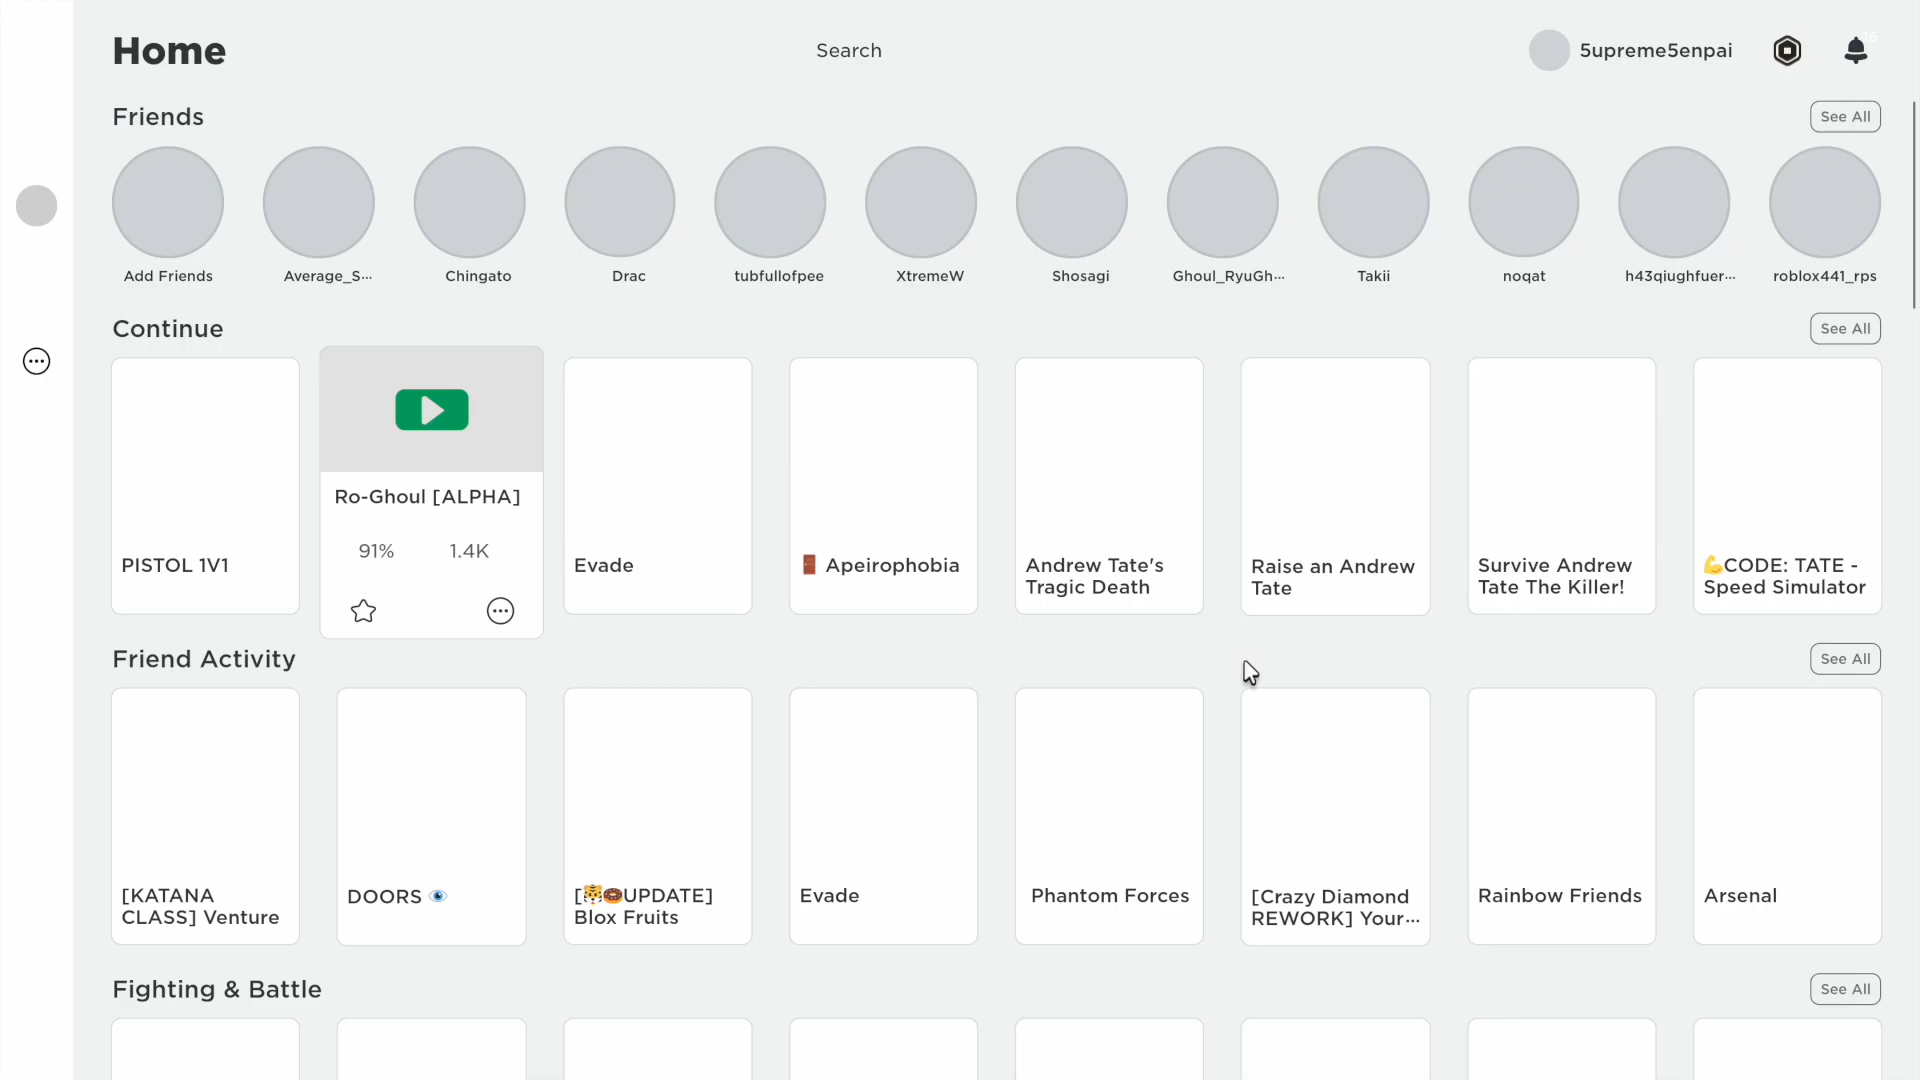 Home
Search
5upreme5enpai
Friends
See All
Add Friends
Average_S...
Chingato
Drac
tubfullofpee
XtremeW
Shosagi
Ghoul_RyuGh...
Takii
noqat
h43qiughfuer...
roblox441_rps
Continue
See All
PISTOL 1V1
Ro-Ghoul [ALPHA]
91%
1.4K
Evade
🚪 Apeirophobia
Andrew Tate's
Tragic Death
Raise an Andrew
Tate
Survive Andrew
Tate The Killer!
💪CODE: TATE -
Speed Simulator
Friend Activity
See All
[KATANA
CLASS] Venture
DOORS 👁️
[🐯🍩UPDATE]
Blox Fruits
Evade
Phantom Forces
[Crazy Diamond
REWORK] Your...
Rainbow Friends
Arsenal
Fighting & Battle
See All